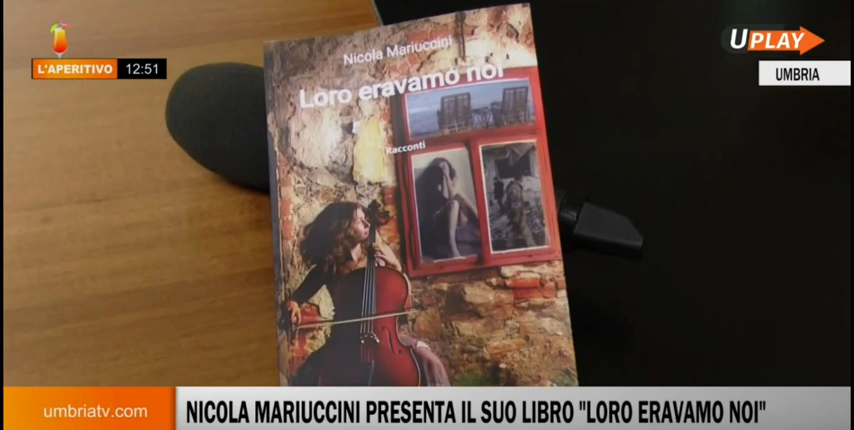 L'APERITIVO 12:51
UPLAY
UMBRIA
Nicola Mariuccini
Loro eravamo noi
Racconti
umbriatv.com
NICOLA MARIUCCINI PRESENTA IL SUO LIBRO "LORO ERAVAMO NOI"